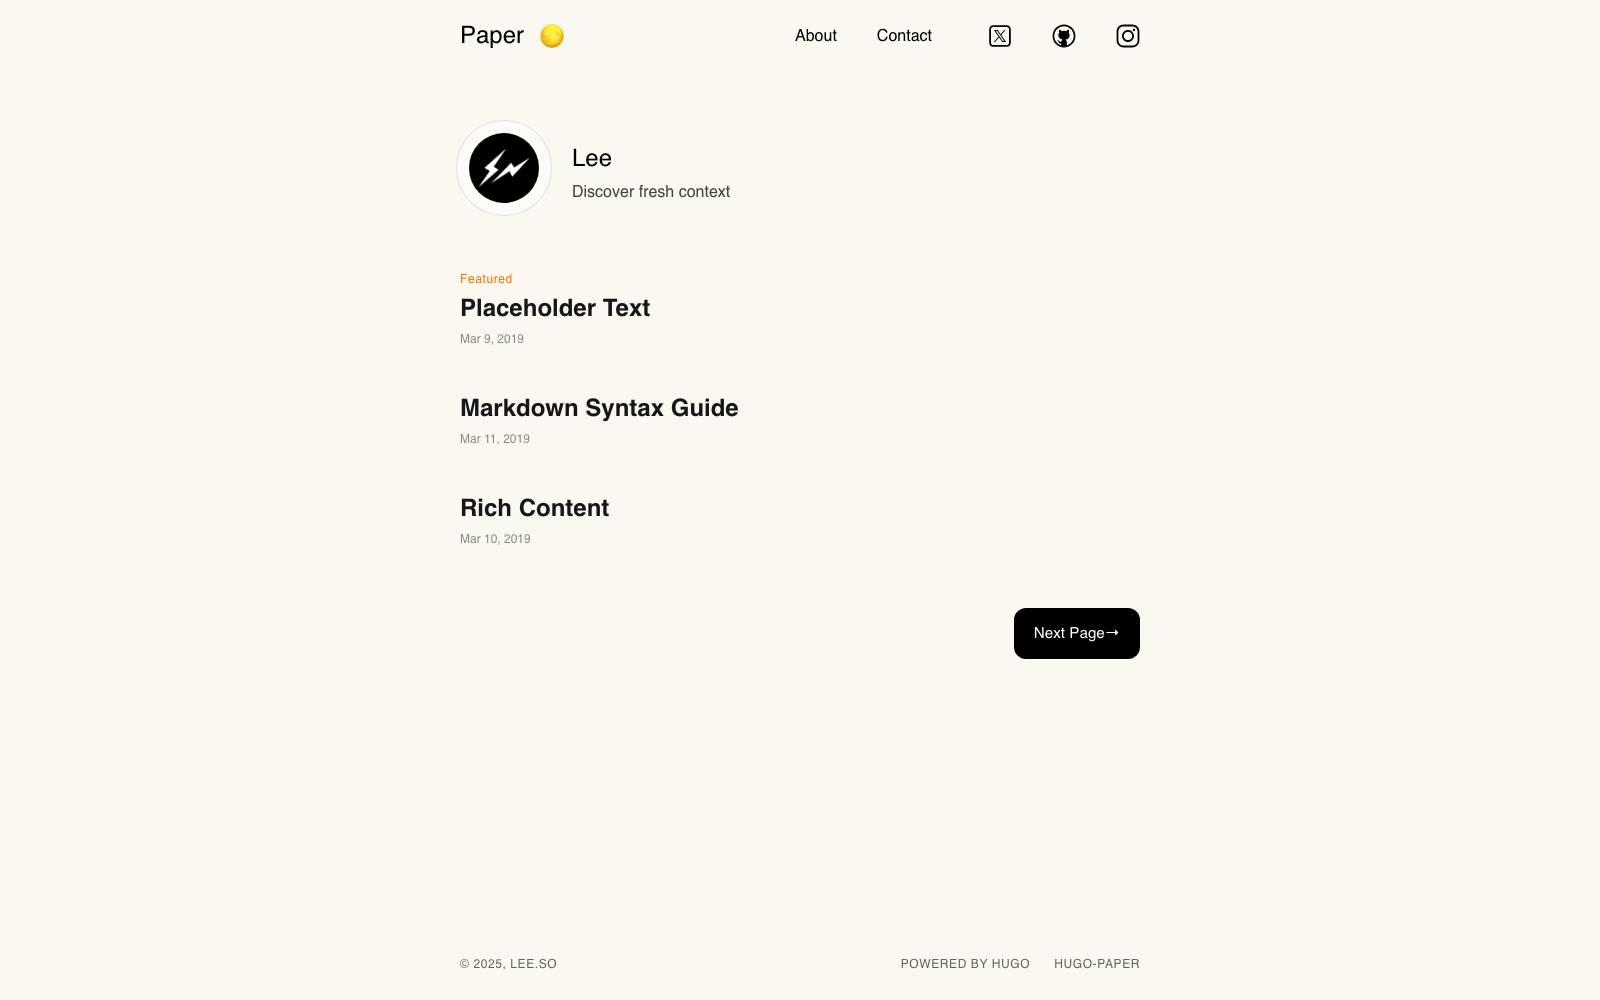 Paper
About
Contact
Lee
Discover fresh context
Featured
Placeholder Text
Mar 9, 2019
Markdown Syntax Guide
Mar 11, 2019
Rich Content
Mar 10, 2019
Next Page→
© 2025, LEE.SO
POWERED BY HUGO
HUGO-PAPER